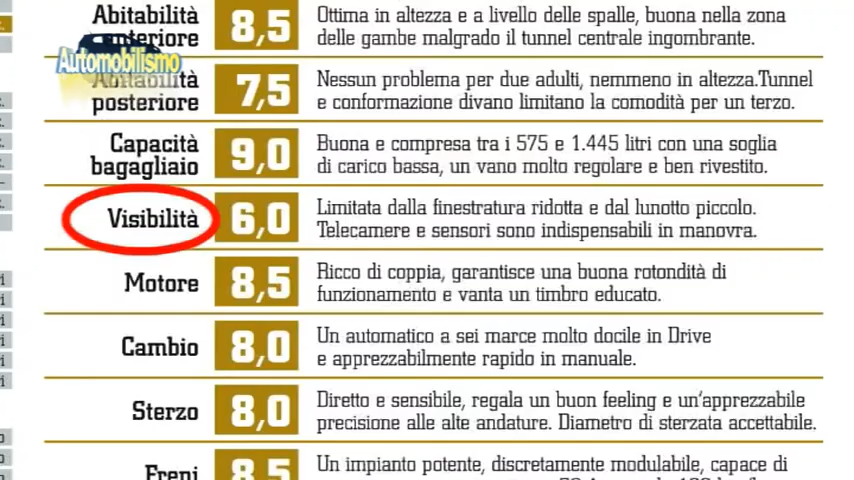 Abitabilità
anteriore
8,5
Ottima in altezza e a livello delle spalle, buona nella zona
delle gambe malgrado il tunnel centrale ingombrante.
Automobilismo
Abitabilità
posteriore
7,5
Nessun problema per due adulti, nemmeno in altezza.Tunnel
e conformazione divano limitano la comodità per un terzo.
Capacità
bagagliaio
9,0
Buona e compresa tra i 575 e 1.445 litri con una soglia
di carico bassa, un vano molto regolare e ben rivestito.
Visibilità
6,0
Limitata dalla finestratura ridotta e dal lunotto piccolo.
Telecamere e sensori sono indispensabili in manovra.
Motore
8,5
Ricco di coppia, garantisce una buona rotondità di
funzionamento e vanta un timbro educato.
Cambio
8,0
Un automatico a sei marce molto docile in Drive
e apprezzabilmente rapido in manuale.
Sterzo
8,0
Diretto e sensibile, regala un buon feeling e un'apprezzabile
precisione alle alte andature. Diametro di sterzata accettabile.
Freni
8,5
Un impianto potente, discretamente modulabile, capace di